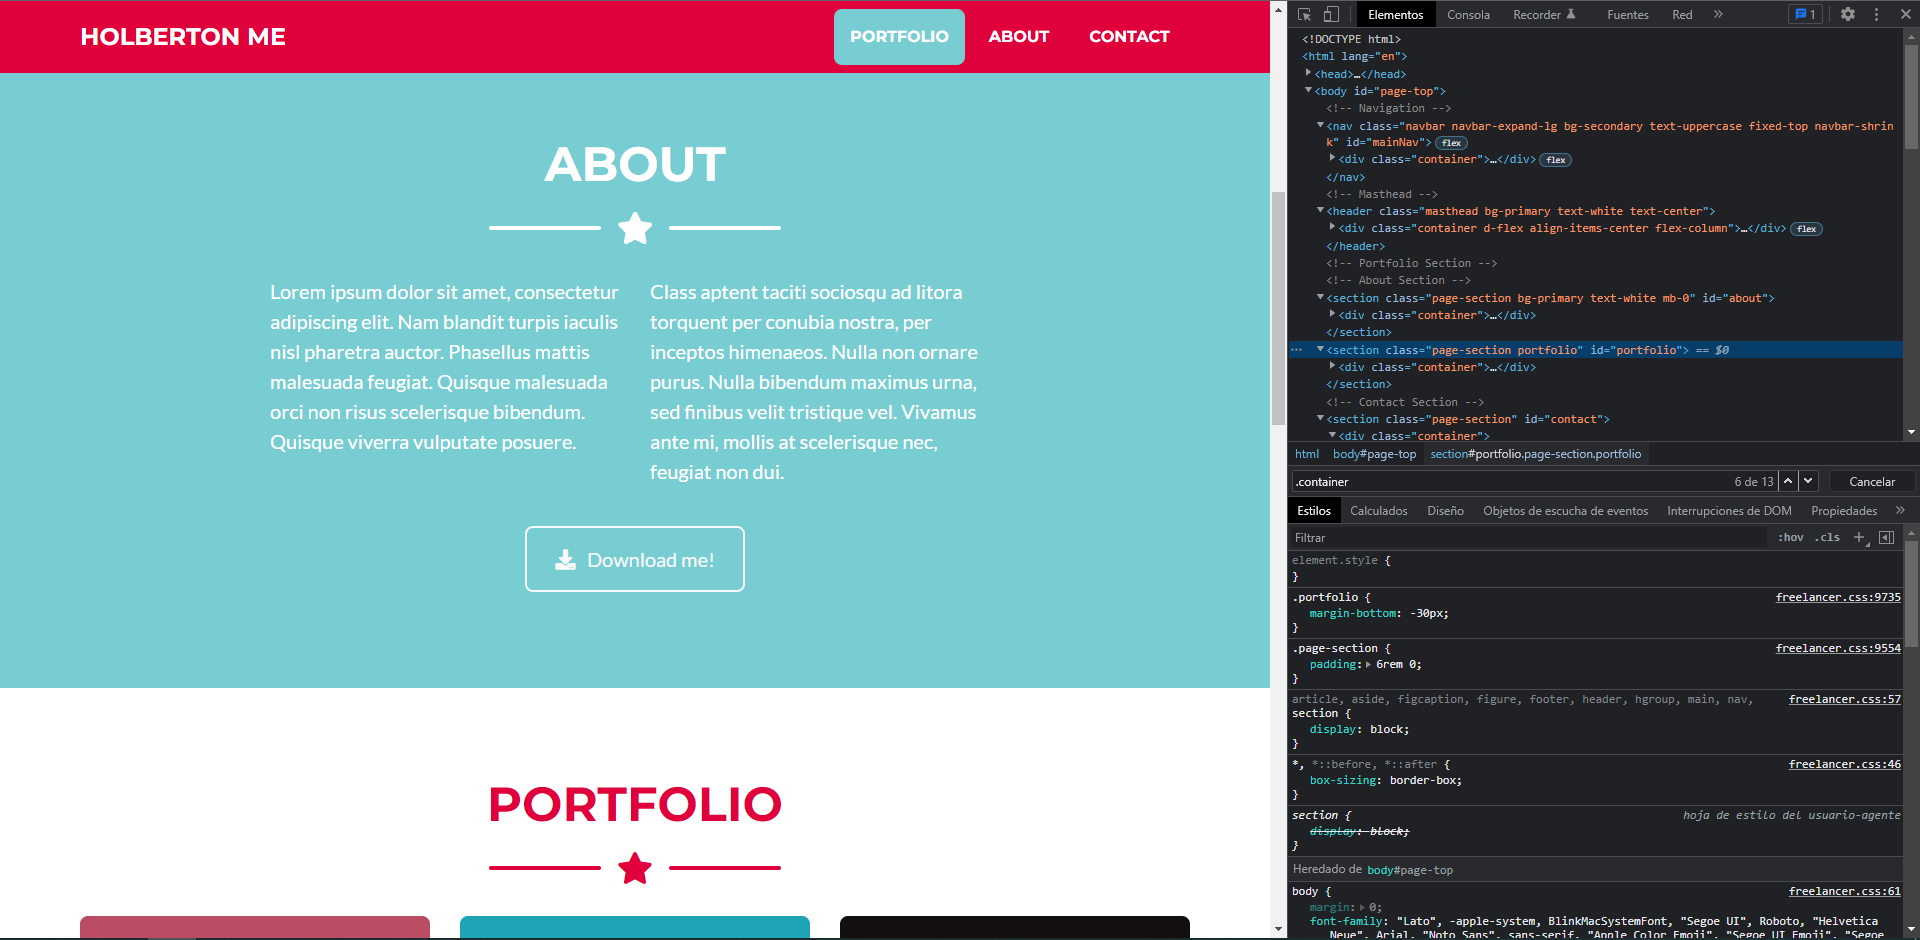 HOLBERTON ME
PORTFOLIO
ABOUT
CONTACT
ABOUT
Lorem ipsum dolor sit amet, consectetur
adipiscing elit. Nam blandit turpis iaculis
nisl pharetra auctor. Phasellus mattis
malesuada feugiat. Quisque malesuada
orci non risus scelerisque bibendum.
Quisque viverra vulputate posuere.
Class aptent taciti sociosqu ad litora
torquent per conubia nostra, per
inceptos himenaeos. Nulla non ornare
purus. Nulla bibendum maximus urna,
sed finibus velit tristique vel. Vivamus
ante mi, mollis at scelerisque nec,
feugiat non dui.
Download me!
PORTFOLIO
Elementos Consola Recorder Fuentes Red » 1
<!DOCTYPE html>
<html lang="en">
<head>…</head>
<body id="page-top">
<!-- Navigation -->
<nav class="navbar navbar-expand-lg bg-secondary text-uppercase fixed-top navbar-shrin
k" id="mainNav"> flex
<div class="container">…</div> flex
</nav>
<!-- Masthead -->
<header class="masthead bg-primary text-white text-center">
<div class="container d-flex align-items-center flex-column">…</div> flex
</header>
<!-- Portfolio Section -->
<!-- About Section -->
<section class="page-section bg-primary text-white mb-0" id="about">
<div class="container">…</div>
</section>
<section class="page-section portfolio" id="portfolio"> == $0
<div class="container">…</div>
</section>
<!-- Contact Section -->
<section class="page-section" id="contact">
<div class="container">
html body#page-top section#portfolio.page-section.portfolio
.container 6 de 13 Cancelar
Estilos Calculados Diseño Objetos de escucha de eventos Interrupciones de DOM Propiedades »
Filtrar :hov .cls +
element.style {
}
.portfolio { freelancer.css:9735
margin-bottom: -30px;
}
.page-section { freelancer.css:9554
padding: 6rem 0;
}
article, aside, figcaption, figure, footer, header, hgroup, main, nav, freelancer.css:57
section {
display: block;
}
*, *::before, *::after { freelancer.css:46
box-sizing: border-box;
}
section { hoja de estilo del usuario-agente
display: block;
}
Heredado de body#page-top
body { freelancer.css:61
margin: 0;
font-family: "Lato", -apple-system, BlinkMacSystemFont, "Segoe UI", Roboto, "Helvetica
Neue", Arial, "Noto Sans", sans-serif, "Apple Color Emoji", "Segoe UI Emoji", "Segoe